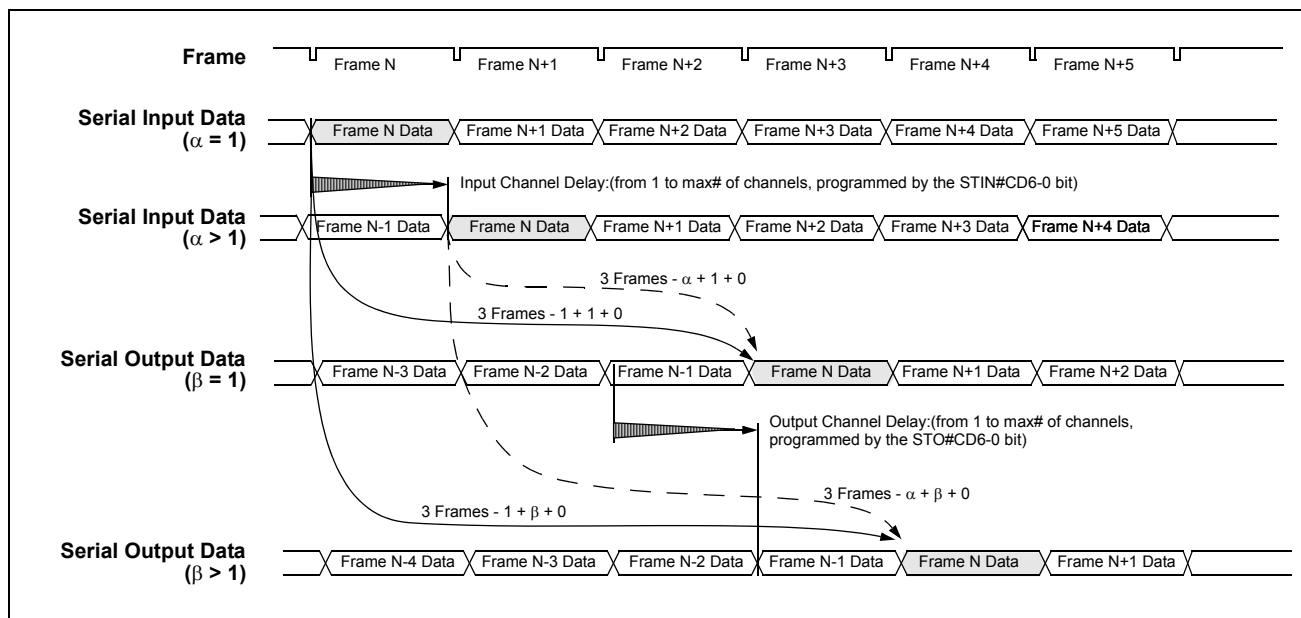 Frame
Frame N Frame N+1 Frame N+2 Frame N+3 Frame N+4 Frame N+5
Serial Input Data
(α = 1)
Frame N Data Frame N+1 Data Frame N+2 Data Frame N+3 Data Frame N+4 Data Frame N+5 Data
Input Channel Delay:(from 1 to max# of channels, programmed by the STIN#CD6-0 bit)
Serial Input Data
(α > 1)
Frame N-1 Data Frame N Data Frame N+1 Data Frame N+2 Data Frame N+3 Data Frame N+4 Data
3 Frames - α + 1 + 0
3 Frames - 1 + 1 + 0
Serial Output Data
(β = 1)
Frame N-3 Data Frame N-2 Data Frame N-1 Data Frame N Data Frame N+1 Data Frame N+2 Data
Output Channel Delay:(from 1 to max# of channels,
programmed by the STO#CD6-0 bit)
3 Frames - α + β + 0
3 Frames - 1 + β + 0
Serial Output Data
(β > 1)
Frame N-4 Data Frame N-3 Data Frame N-2 Data Frame N-1 Data Frame N Data Frame N+1 Data